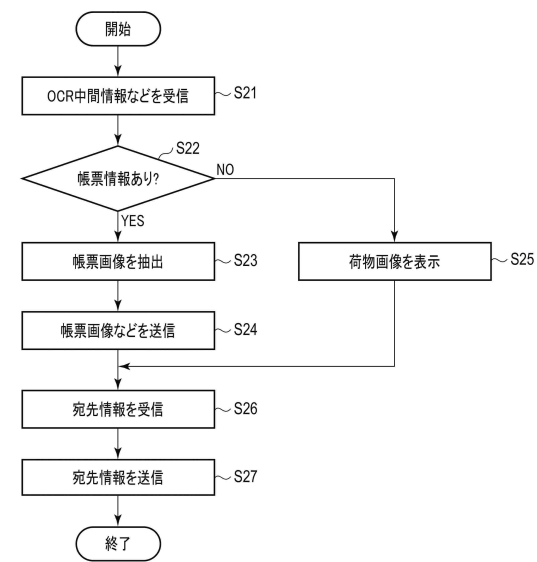 開始
OCR中間情報などを受信
S21
S22
帳票情報あり?
NO
YES
帳票画像を抽出
S23
荷物画像を表示
S25
帳票画像などを送信
S24
宛先情報を受信
S26
宛先情報を送信
S27
終了